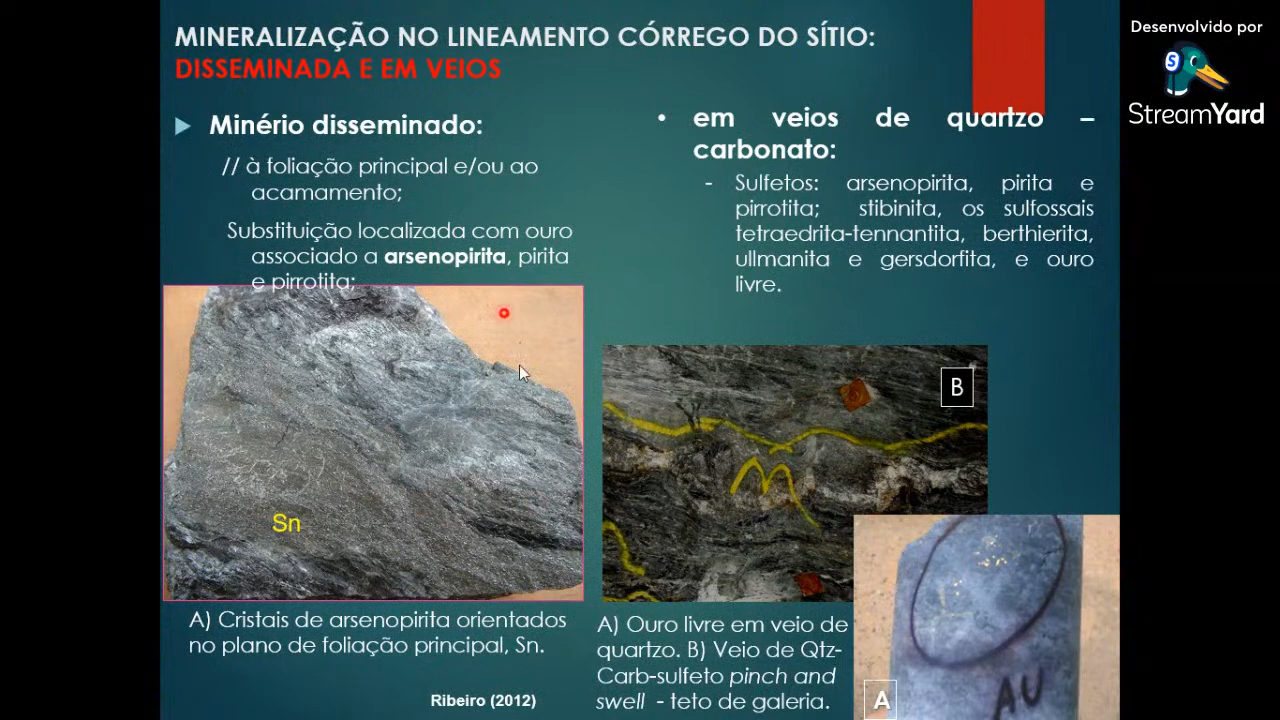 MINERALIZAÇÃO NO LINEAMENTO CÓRREGO DO SÍTIO:
DISSEMINADA E EM VEIOS
Minério disseminado:
// à foliação principal e/ou ao
acamamento;
Substituição localizada com ouro
associado a arsenopirita, pirita
e pirrotita;
Sn
A) Cristais de arsenopirita orientados
no plano de foliação principal, Sn.
Ribeiro (2012)
• em veios de quartzo –
carbonato:
- Sulfetos: arsenopirita, pirita e
pirrotita; stibinita, os sulfossais
tetraedrita-tennantita, berthierita,
ullmanita e gersdorfita, e ouro
livre.
B
M
A) Ouro livre em veio de
quartzo. B) Veio de Qtz-
Carb-sulfeto pinch and
swell - teto de galeria.
A
AU
Desenvolvido por
S
StreamYard